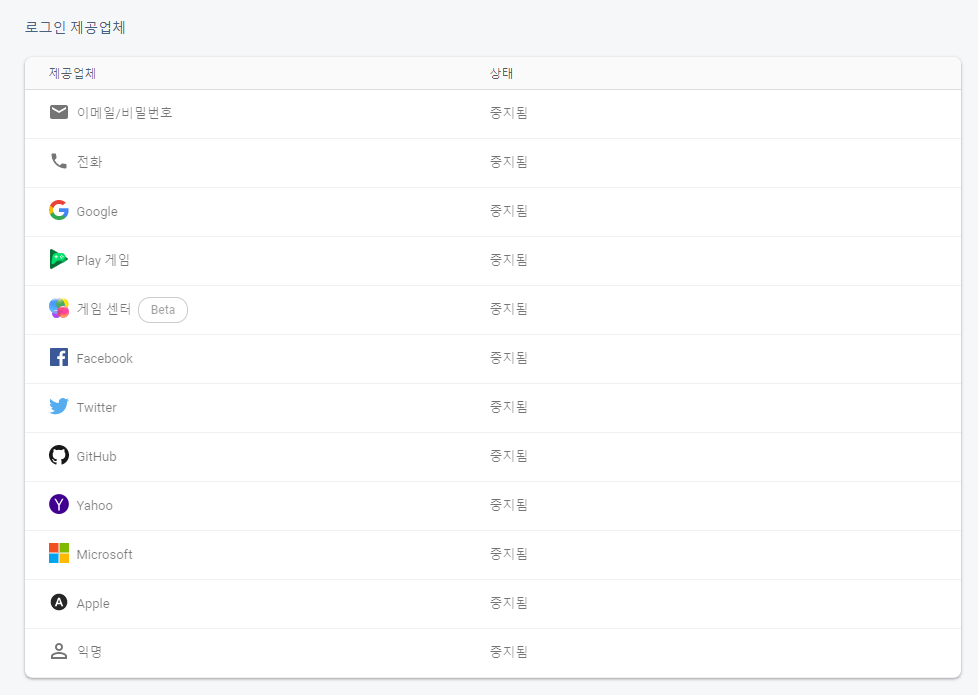 로그인 제공업체
제공업체 상태
이메일/비밀번호 중지됨
전화 중지됨
Google 중지됨
Play 게임 중지됨
게임 센터 Beta 중지됨
Facebook 중지됨
Twitter 중지됨
GitHub 중지됨
Yahoo 중지됨
Microsoft 중지됨
Apple 중지됨
익명 중지됨